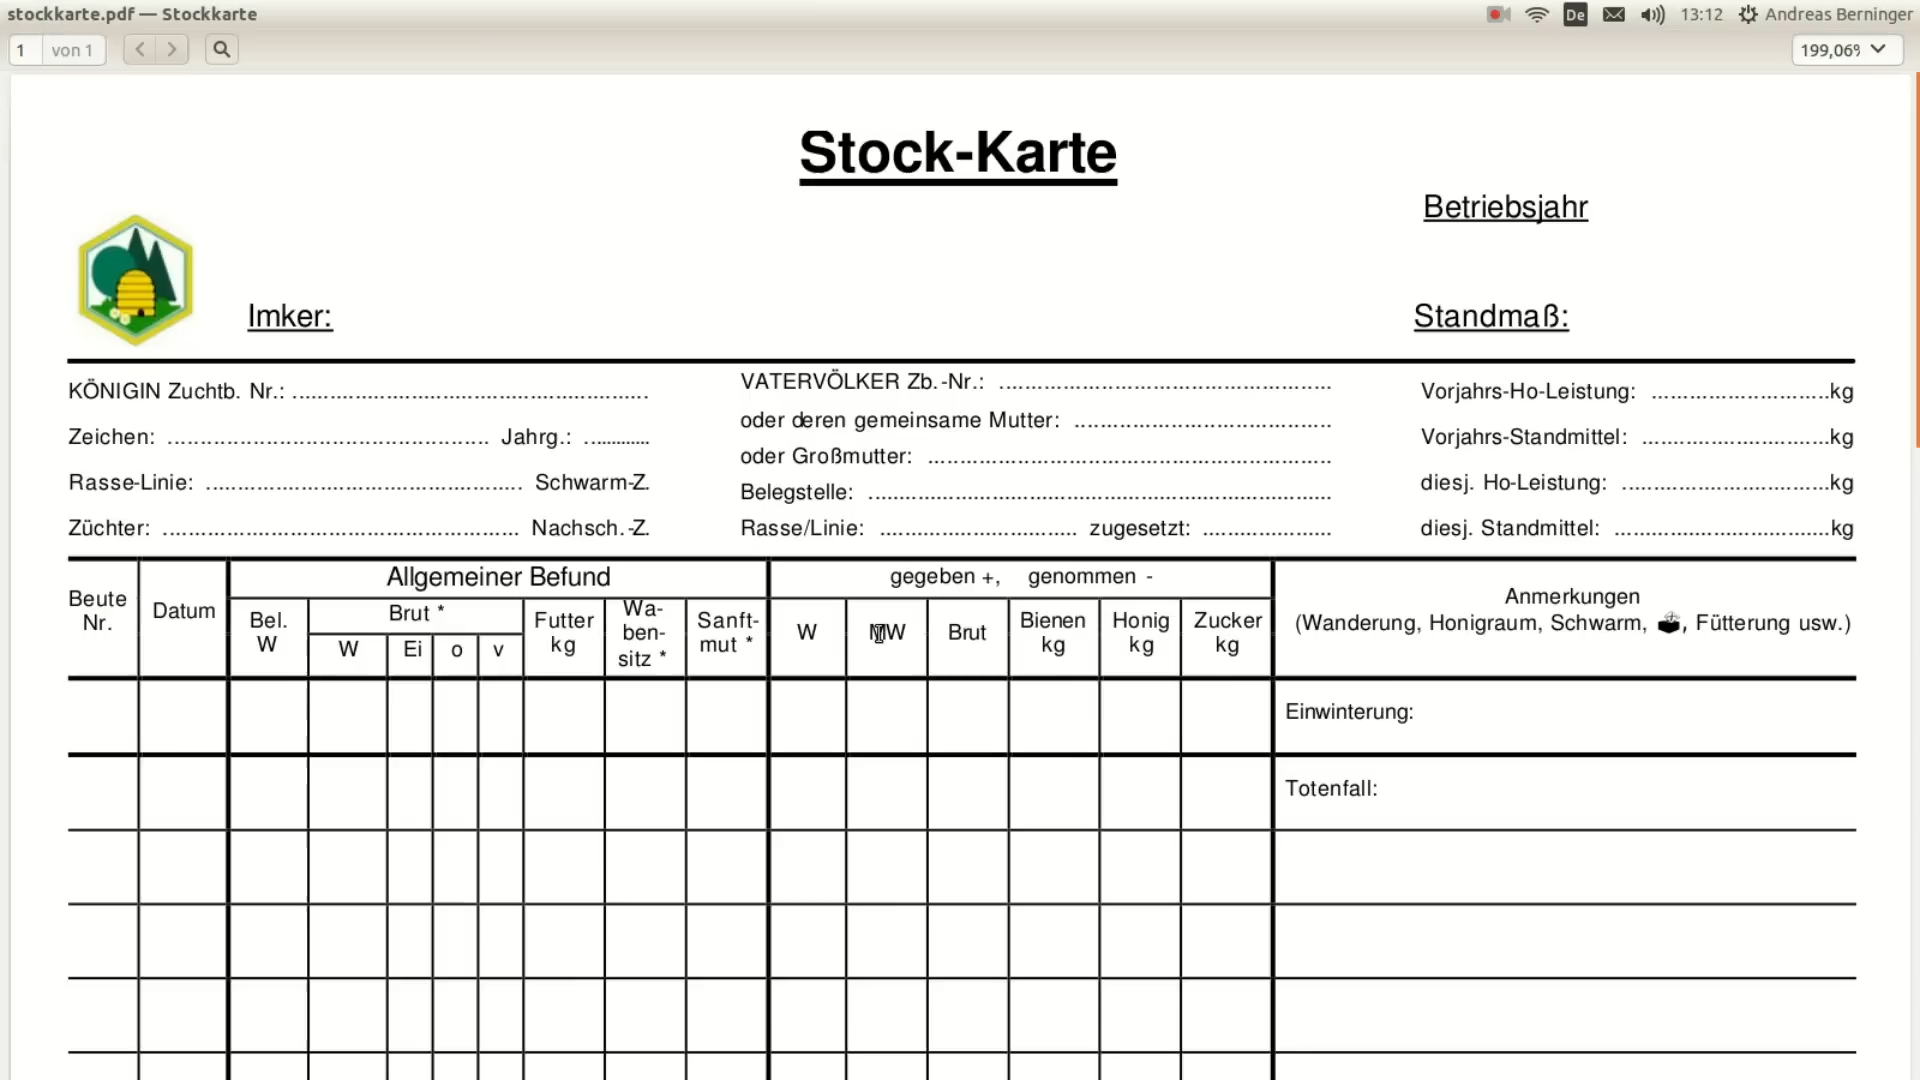 stockkarte.pdf — Stockkarte
13:12 Andreas Berninger
De
1 von 1
199,06%
Stock-Karte
Betriebsjahr
Imker:
Standmaß:
KÖNIGIN Zuchtb. Nr.: ........................................................
Zeichen: ................................................... Jahrg.: ...........
Rasse-Linie: .................................................. Schwarm-Z.
Züchter: ......................................................... Nachsch.-Z.
VATERVÖLKER Zb.-Nr.: ....................................................
oder deren gemeinsame Mutter: ........................................
oder Großmutter: ...............................................................
Belegstelle: .........................................................................
Rasse/Linie: ............................... zugesetzt: ....................
Vorjahrs-Ho-Leistung: ............................kg
Vorjahrs-Standmittel: .............................kg
diesj. Ho-Leistung: ................................kg
diesj. Standmittel: .................................kg
Beute Nr.
Datum
Allgemeiner Befund
Bel. W
Brut *
W Ei o v
Futter kg
Wa-
ben-
sitz *
Sanft-
mut *
gegeben +, genommen -
W
MW
Brut
Bienen kg
Honig kg
Zucker kg
Anmerkungen
(Wanderung, Honigraum, Schwarm, , Fütterung usw.)
Einwinterung:
Totenfall: